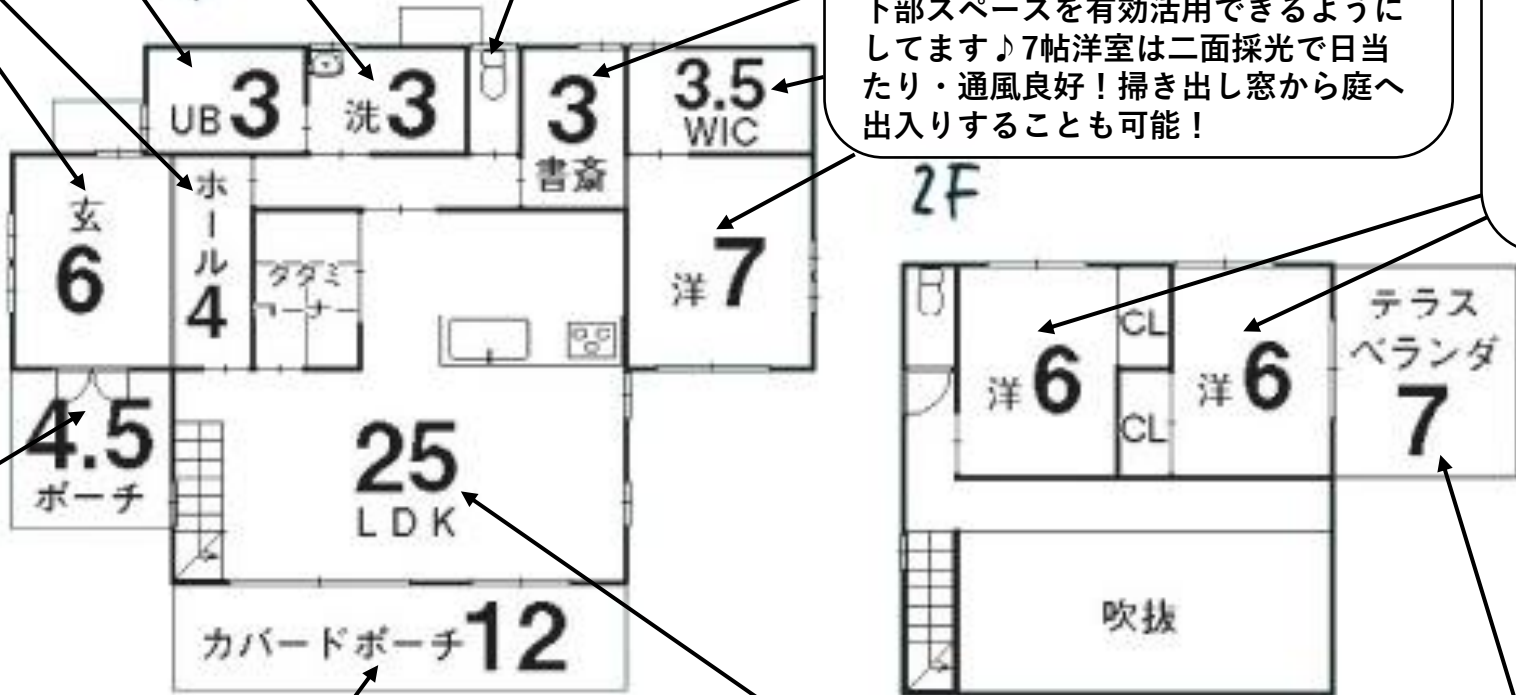 下部スペースを有効活用できるように
してます♪7帖洋室は二面採光で日当
たり・通風良好！掃き出し窓から庭へ
出入りすることも可能！
UB 3
洗 3
3
書斎
3.5
WIC
玄
6
ホール
4
タタミ
コーナー
洋 7
4.5
ポーチ
25
LDK
カバードポーチ 12
2F
洋 6
CL
CL
洋 6
テラス
ベランダ
7
吹抜